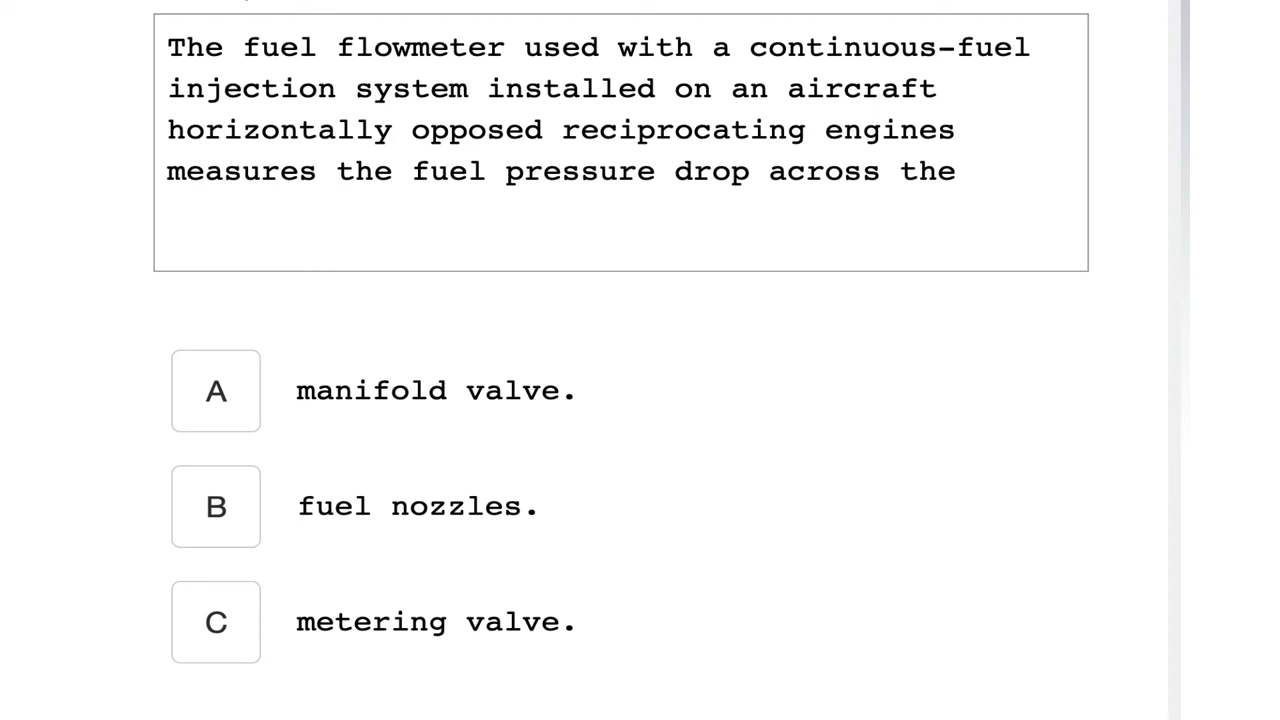 The fuel flowmeter used with a continuous-fuel
injection system installed on an aircraft
horizontally opposed reciprocating engines
measures the fuel pressure drop across the
A manifold valve.
B fuel nozzles.
C metering valve.